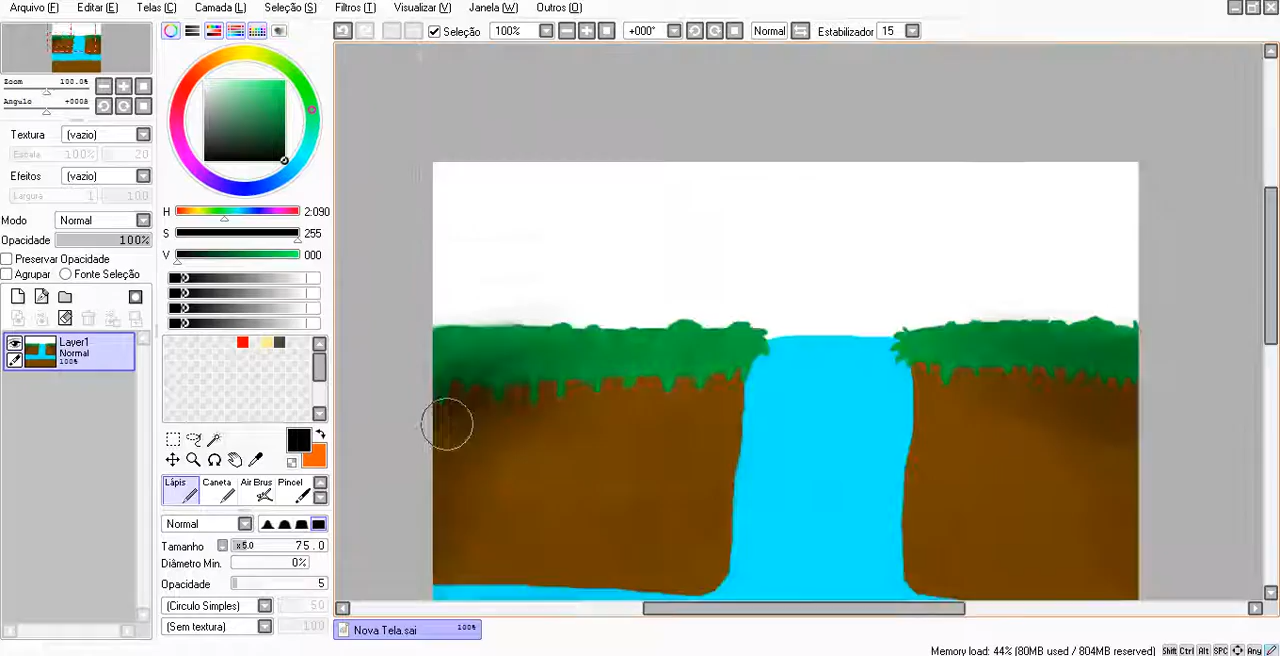 Arquivo (F) Editar (E) Telas (C) Camada (L) Seleção (S) Filtros (T) Visualizar (V) Janela (W) Outros (O)
Seleção 100% +000° Normal Estabilizador 15
Zoom 100.0%
Angulo +000R
Textura (vazio)
Escala 100% 20
Efeitos (vazio)
Largura 1 100
Modo Normal
Opacidade 100%
Preservar Opacidade
Agrupar Fonte Seleção
Layer1
Normal
100%
H 2:090
S 255
V 000
Lápis Caneta Air Brus Pincel
Normal
Tamanho x5.0 75.0
Diâmetro Min. 0%
Opacidade 5
(Circulo Simples) 50
(Sem textura) 100
Nova Tela.sai 100%
Memory load: 44% (80MB used / 804MB reserved) Shift Ctrl Alt SPC Any